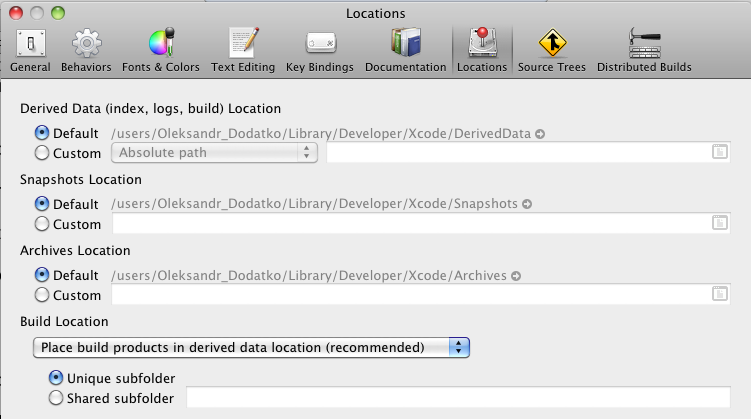 Locations
General Behaviors Fonts & Colors Text Editing Key Bindings Documentation Locations Source Trees Distributed Builds
Derived Data (index, logs, build) Location
Default /users/Oleksandr_Dodatko/Library/Developer/Xcode/DerivedData
Custom Absolute path
Snapshots Location
Default /users/Oleksandr_Dodatko/Library/Developer/Xcode/Snapshots
Custom
Archives Location
Default /users/Oleksandr_Dodatko/Library/Developer/Xcode/Archives
Custom
Build Location
Place build products in derived data location (recommended)
Unique subfolder
Shared subfolder